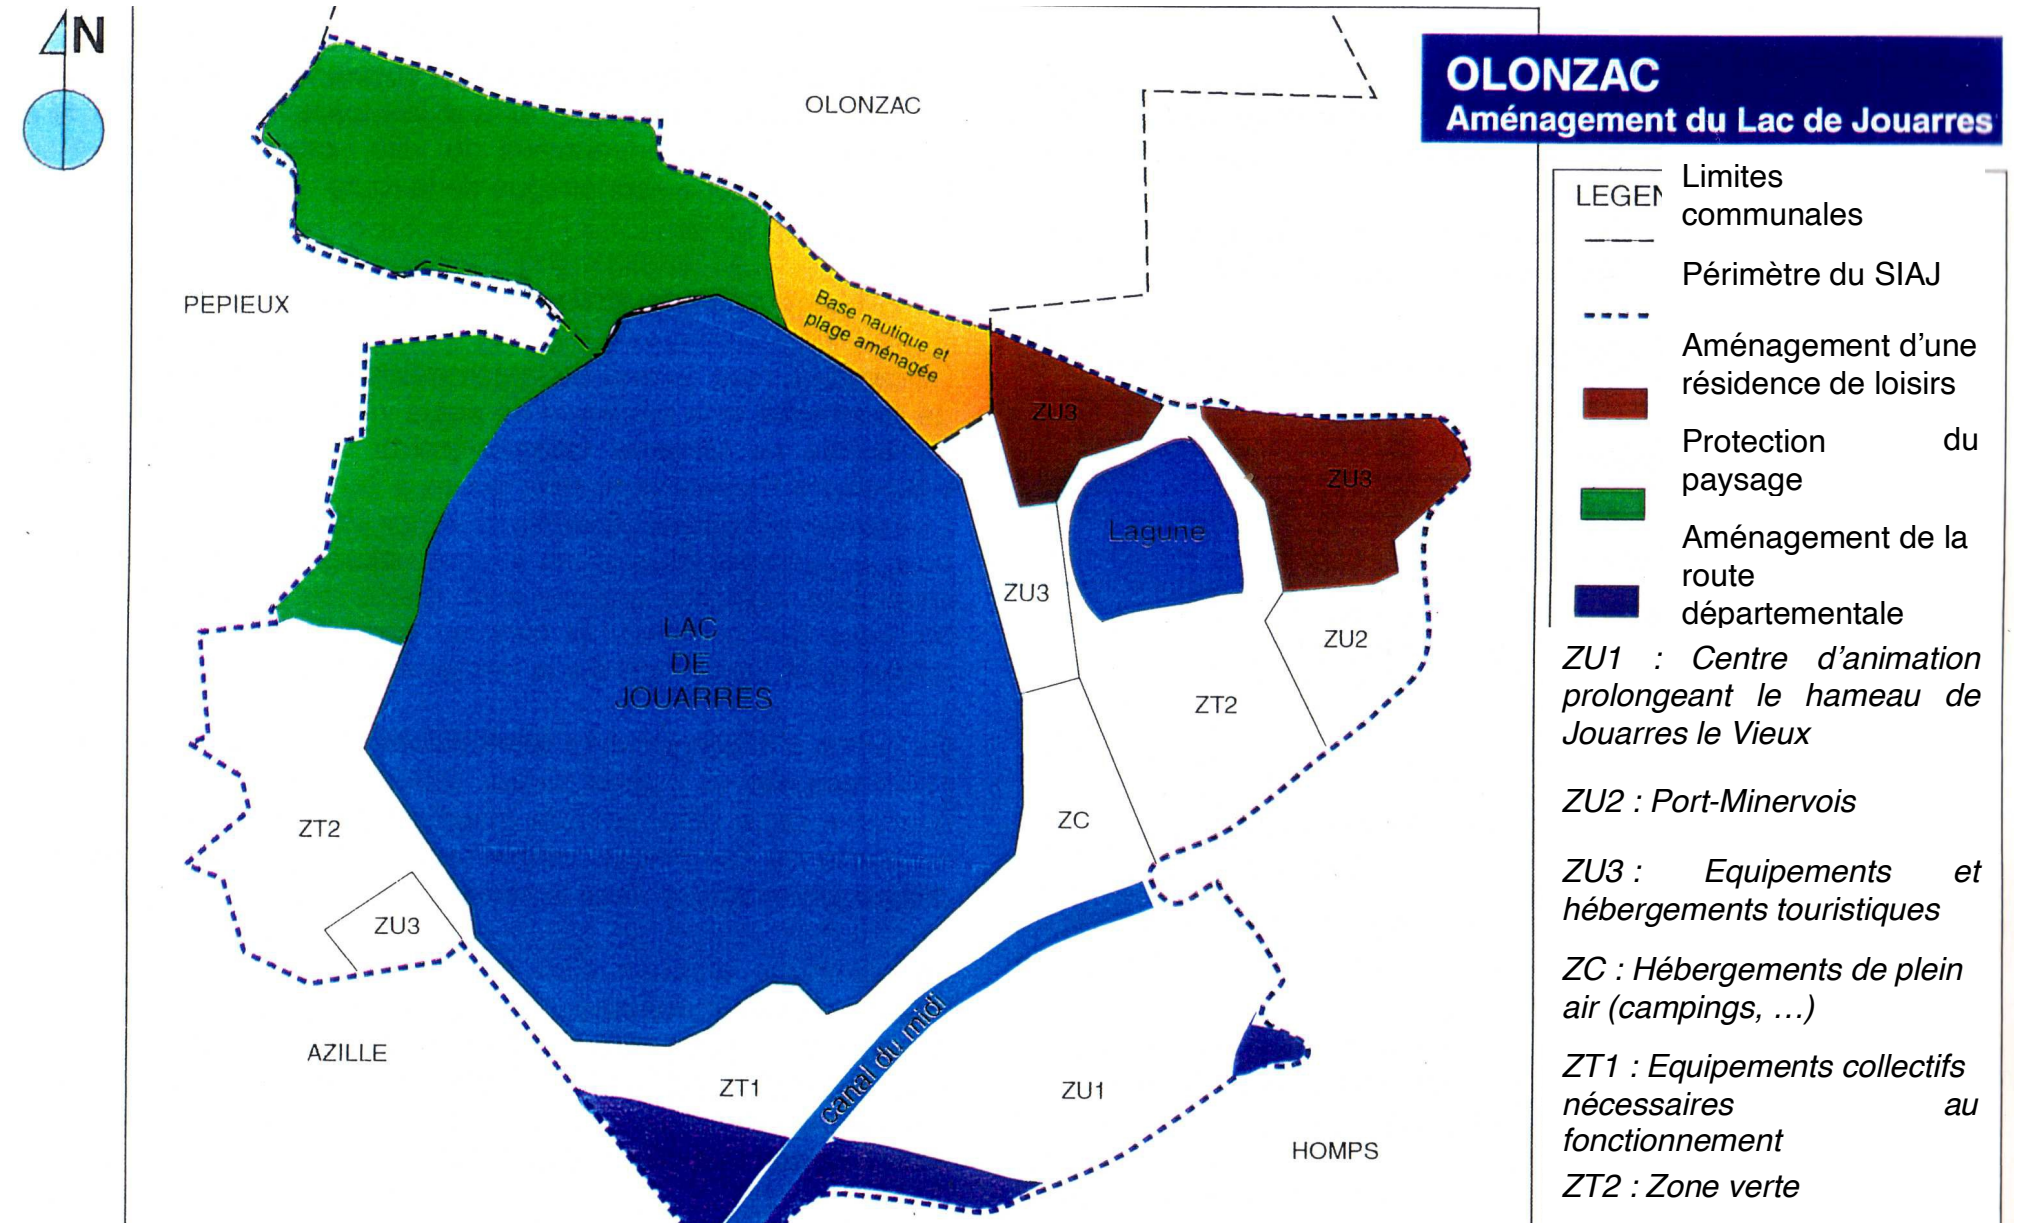 N
OLONZAC
Aménagement du Lac de Jouarres
OLONZAC
PEPIEUX
Base nautique et
plage aménagée
ZU3
ZU3
Lagune
ZU3
ZU2
LAC
DE
JOUARRES
ZT2
ZC
ZT2
ZU3
canal du midi
AZILLE
ZT1
ZU1
HOMPS
LEGEN
Limites
communales
Périmètre du SIAJ
Aménagement d’une
résidence de loisirs
Protection du
paysage
Aménagement de la
route
départementale
ZU1 : Centre d’animation
prolongeant le hameau de
Jouarres le Vieux
ZU2 : Port-Minervois
ZU3 : Equipements et
hébergements touristiques
ZC : Hébergements de plein
air (campings, …)
ZT1 : Equipements collectifs
nécessaires au
fonctionnement
ZT2 : Zone verte